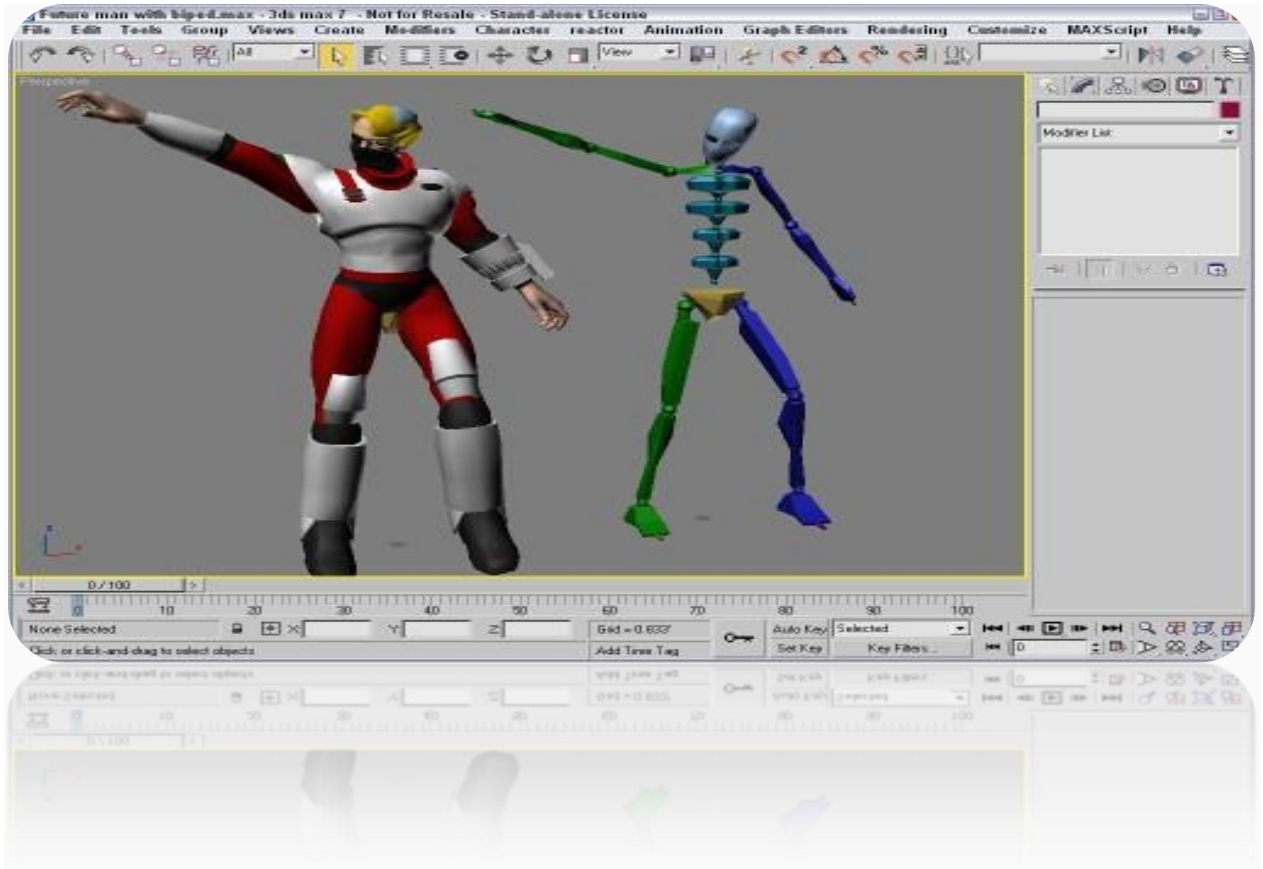 Future man with biped.max - 3ds max 7 - Not for Resale - Stand-alone License
File Edit Tools Group Views Create Modifiers Character reactor Animation Graph Editors Rendering Customize MAXScript Help
All View
Perspective
Modifier List
0 / 100
0 10 20 30 40 50 60 70 80 90 100
None Selected X: Y: Z: Grid = 0.833' Auto Key Selected
Click or click-and-drag to select objects Add Time Tag Set Key Key Filters... 0